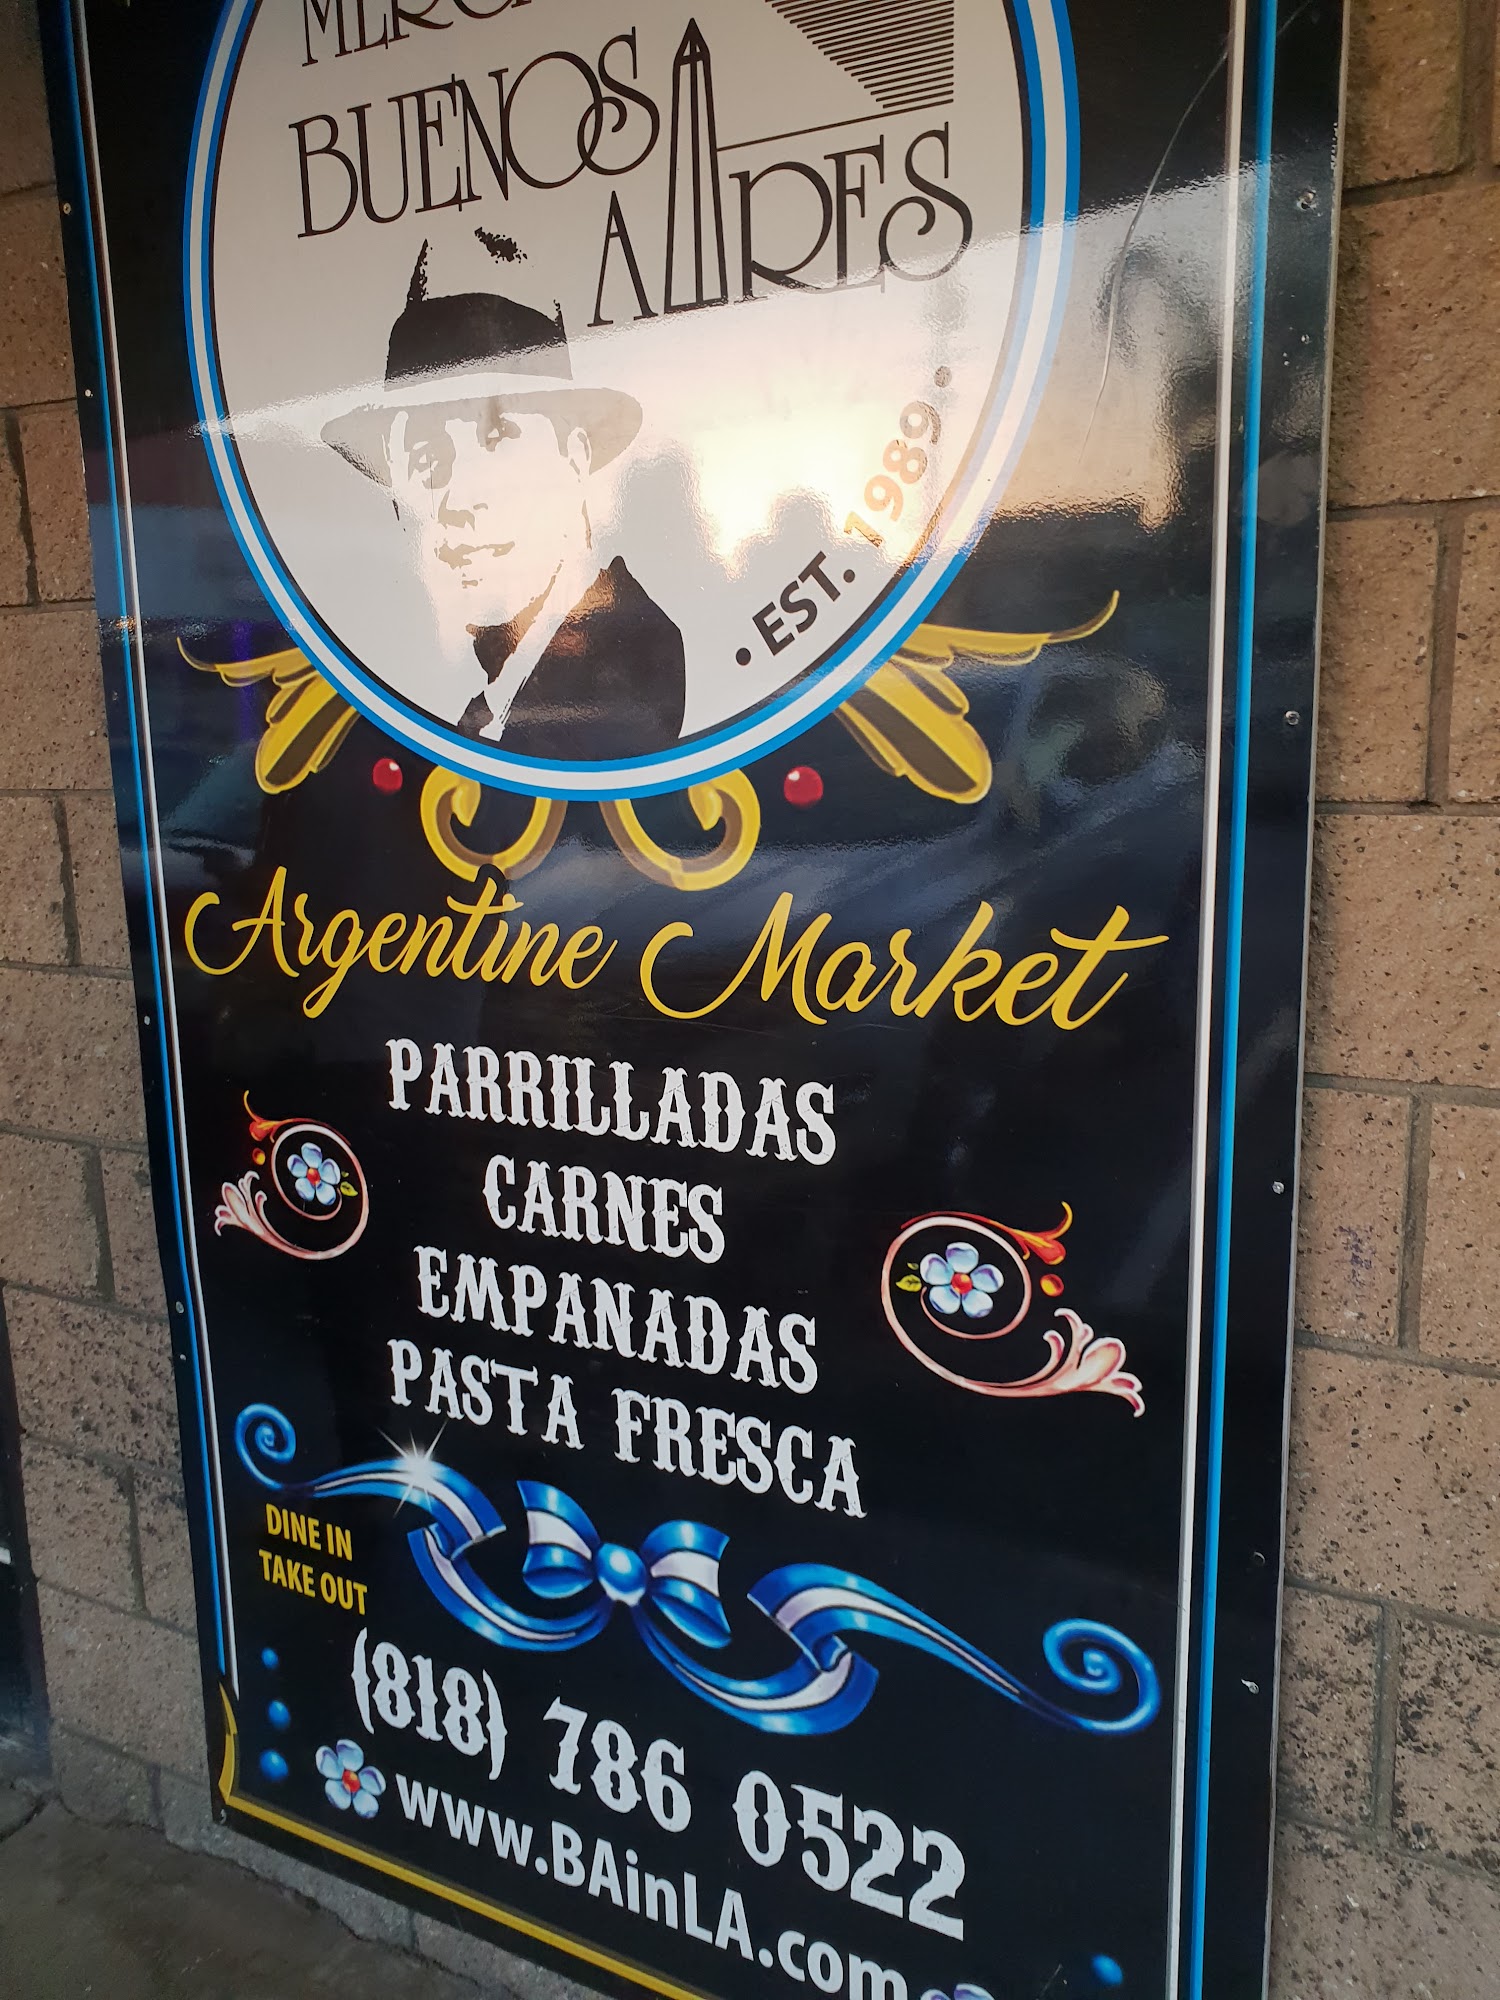 BUENOS
AIRES
• EST. 1989 •
Argentine Market
PARRILLADAS
CARNES
EMPANADAS
PASTA FRESCA
DINE IN
TAKE OUT
(818) 786 0522
www.BAinLA.com